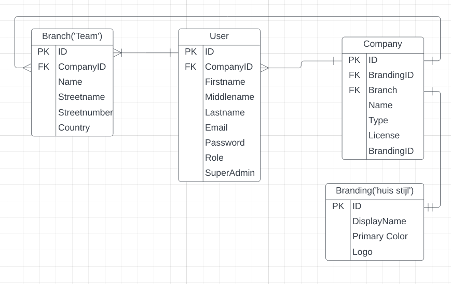 Branch('Team')
PK ID
FK CompanyID
Name
Streetname
Streetnumber
Country
User
PK ID
FK CompanyID
Firstname
Middlename
Lastname
Email
Password
Role
SuperAdmin
Company
PK ID
FK BrandingID
FK Branch
Name
Type
License
BrandingID
Branding('huis stijl')
PK ID
DisplayName
Primary Color
Logo